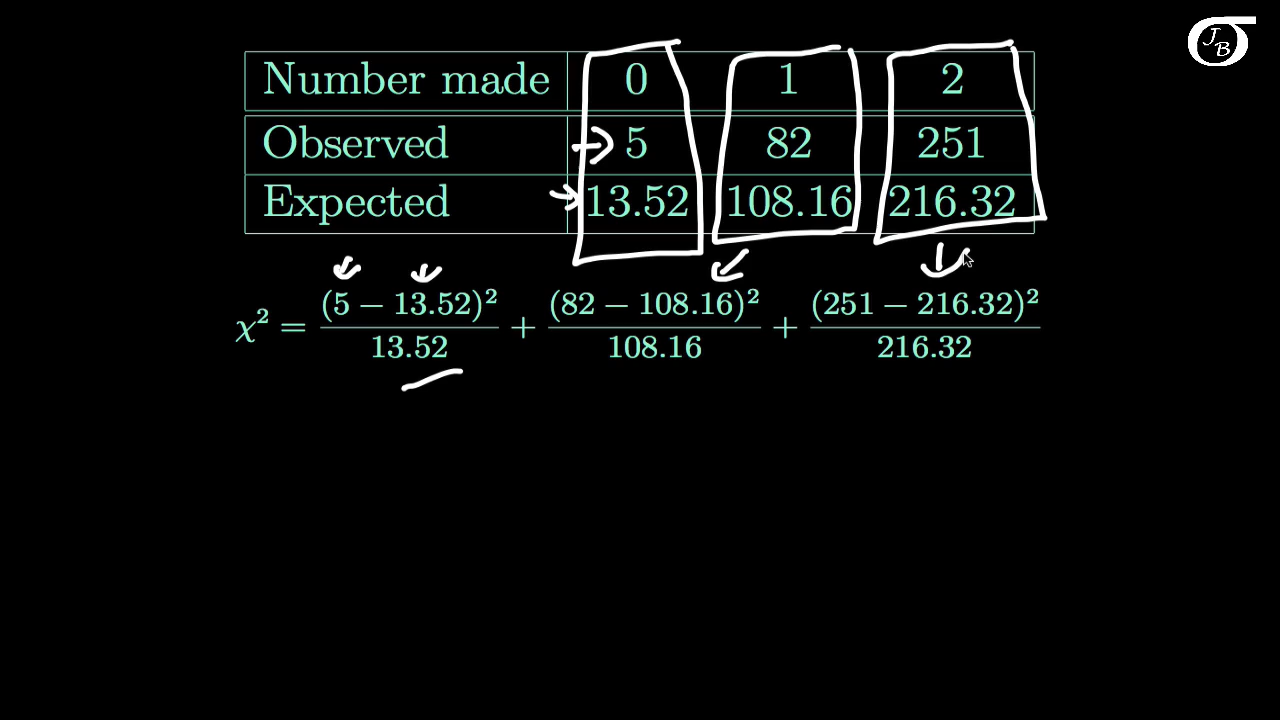 JB
Number made 0 1 2
Observed 5 82 251
Expected 13.52 108.16 216.32
χ² = (5 − 13.52)²/13.52 + (82 − 108.16)²/108.16 + (251 − 216.32)²/216.32